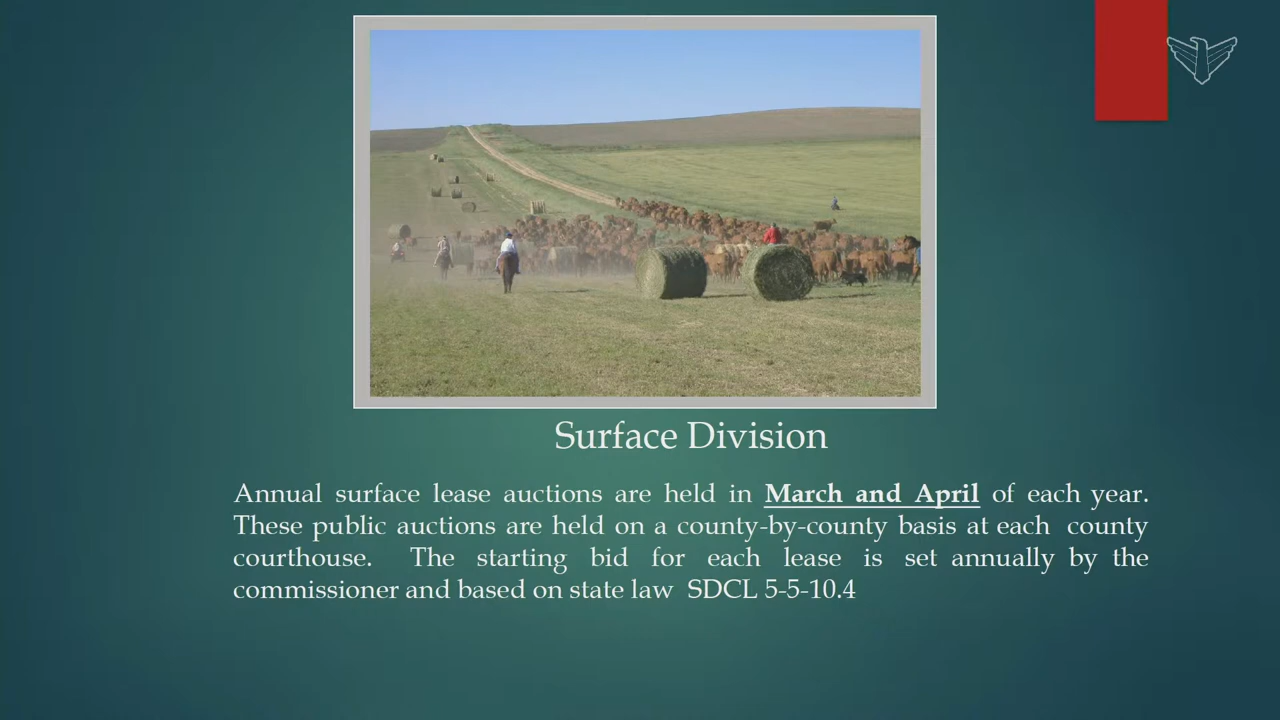 Surface Division
Annual surface lease auctions are held in March and April of each year.
These public auctions are held on a county-by-county basis at each county
courthouse. The starting bid for each lease is set annually by the
commissioner and based on state law SDCL 5-5-10.4